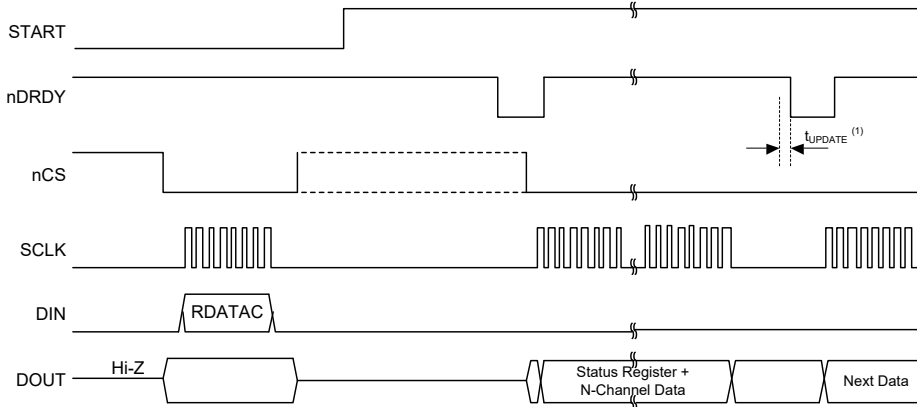 START
nDRDY
tUPDATE (1)
nCS
SCLK
DIN
RDATAC
DOUT
Hi-Z
Status Register +
N-Channel Data
Next Data